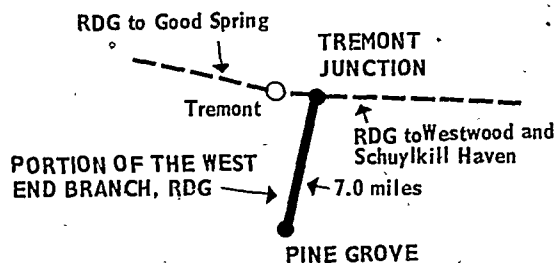 RDG to Good Spring
TREMONT
JUNCTION
Tremont
RDG to Westwood and
Schuylkill Haven
PORTION OF THE WEST
END BRANCH, RDG
7.0 miles
PINE GROVE